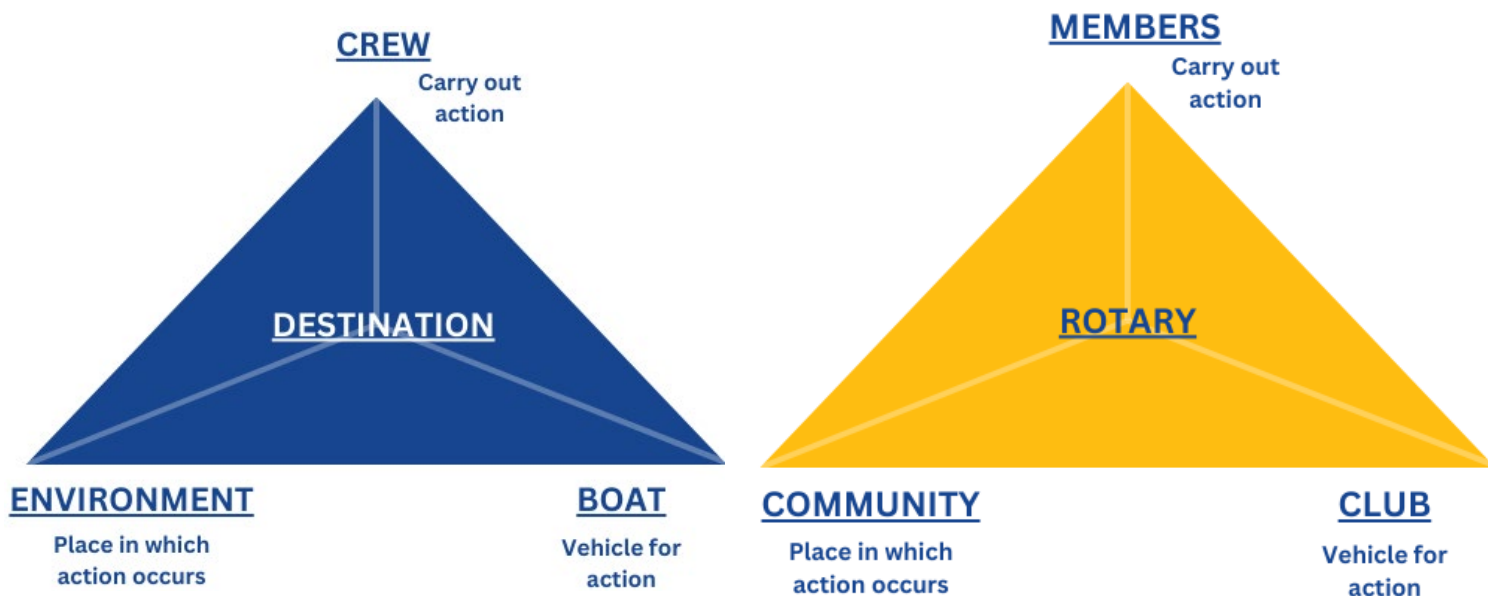 CREW
Carry out
action
DESTINATION
ENVIRONMENT
Place in which
action occurs
BOAT
Vehicle for
action
MEMBERS
Carry out
action
ROTARY
COMMUNITY
Place in which
action occurs
CLUB
Vehicle for
action